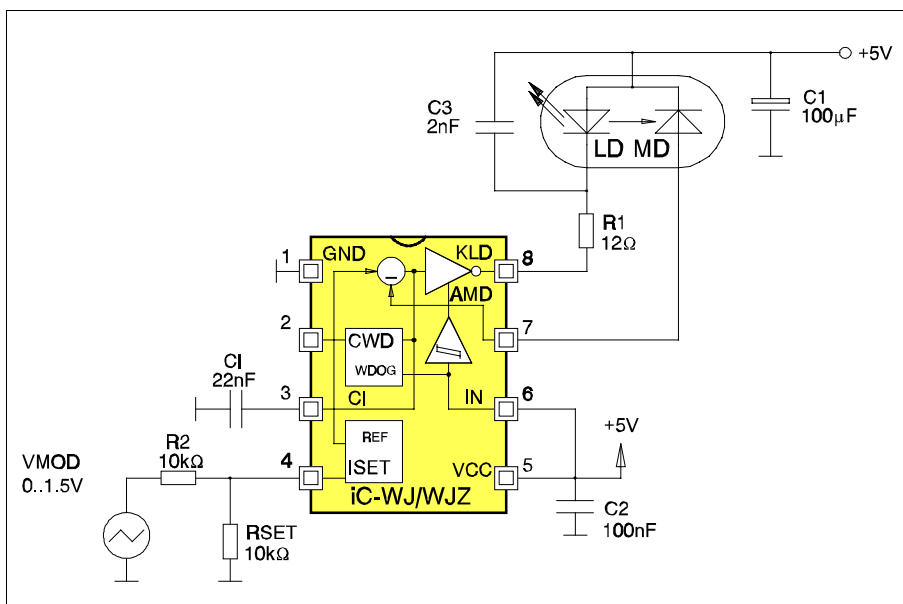 +5V
C3
2nF
C1
100µF
LD MD
R1
12Ω
1
GND
KLD
8
AMD
7
2
CWD
WDOG
CI
22nF
3
CI
IN
6
+5V
R2
10kΩ
VMOD
0..1.5V
4
REF
ISET
VCC
5
iC-WJ/WJZ
RSET
10kΩ
C2
100nF